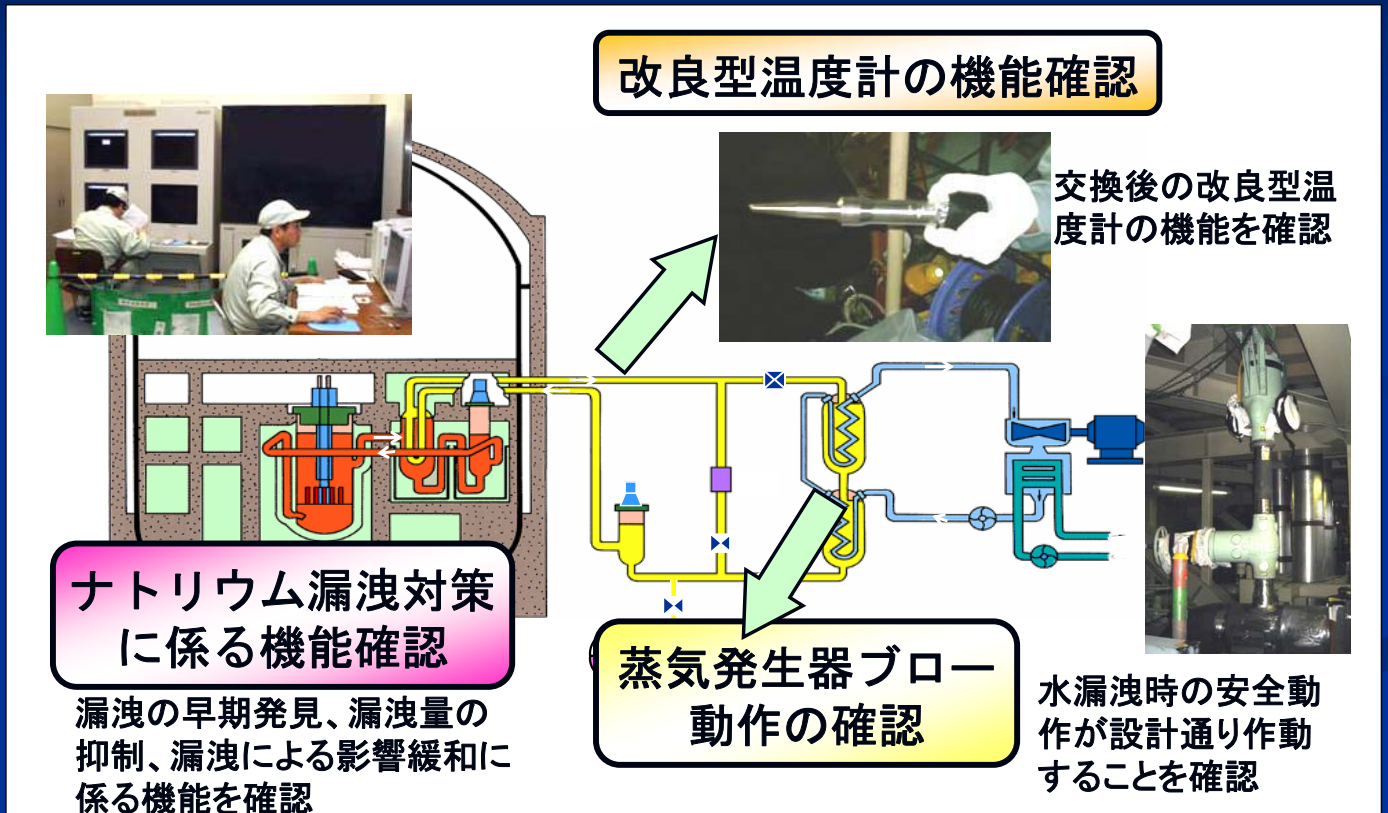 改良型温度計の機能確認
交換後の改良型温
度計の機能を確認
ナトリウム漏洩対策
に係る機能確認
漏洩の早期発見、漏洩量の
抑制、漏洩による影響緩和に
係る機能を確認
蒸気発生器ブロー
動作の確認
水漏洩時の安全動
作が設計通り作動
することを確認